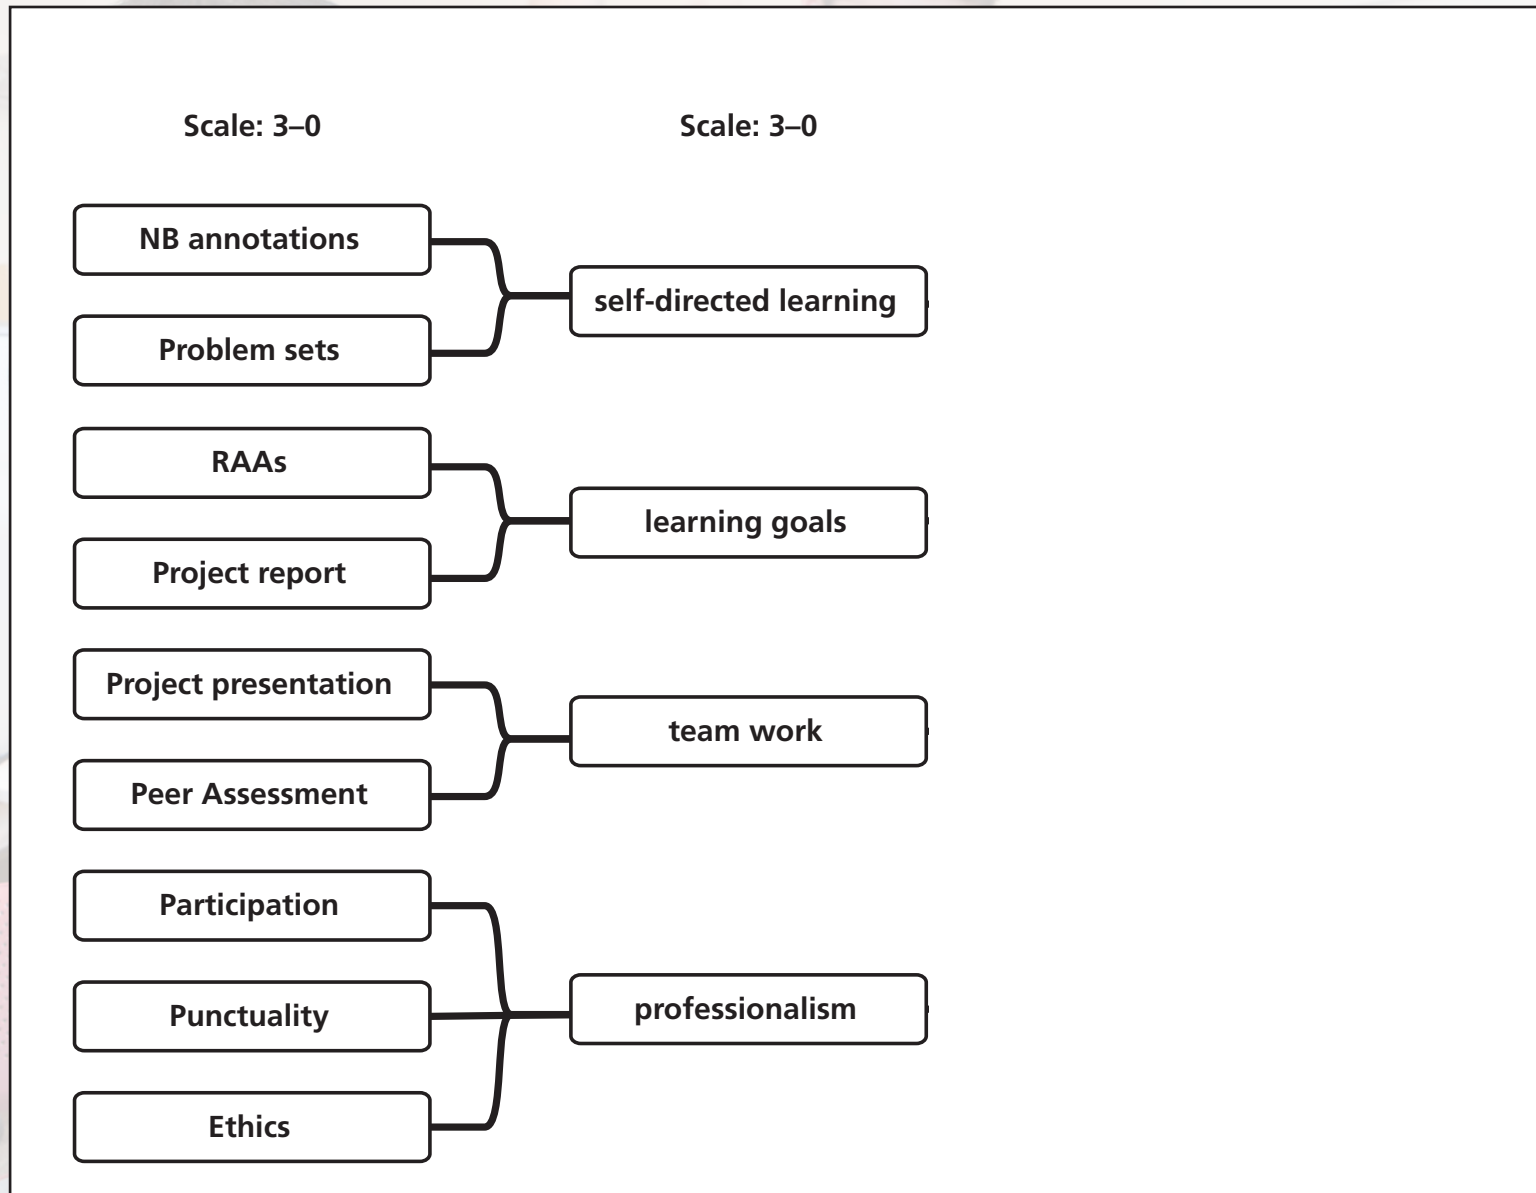 Scale: 3–0
Scale: 3–0
NB annotations
Problem sets
self-directed learning
RAAs
Project report
learning goals
Project presentation
Peer Assessment
team work
Participation
Punctuality
Ethics
professionalism